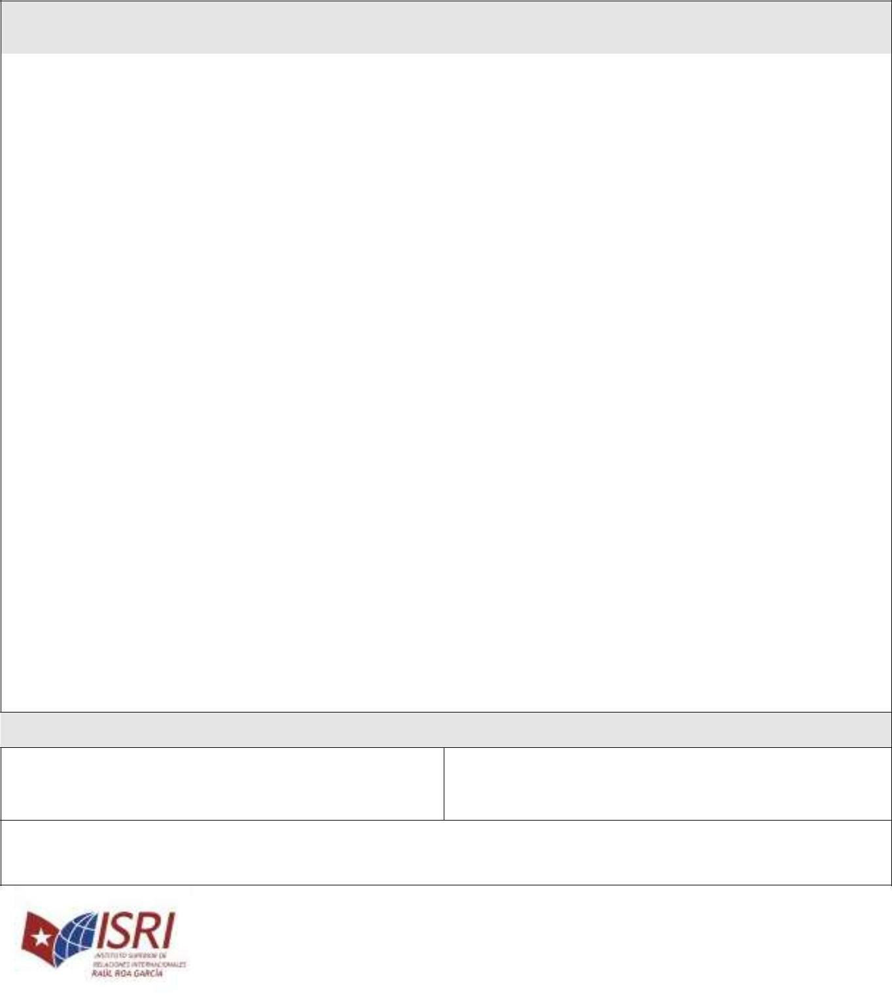 ISRI
INSTITUTO SUPERIOR DE
RELACIONES INTERNACIONALES
RAÚL ROA GARCÍA